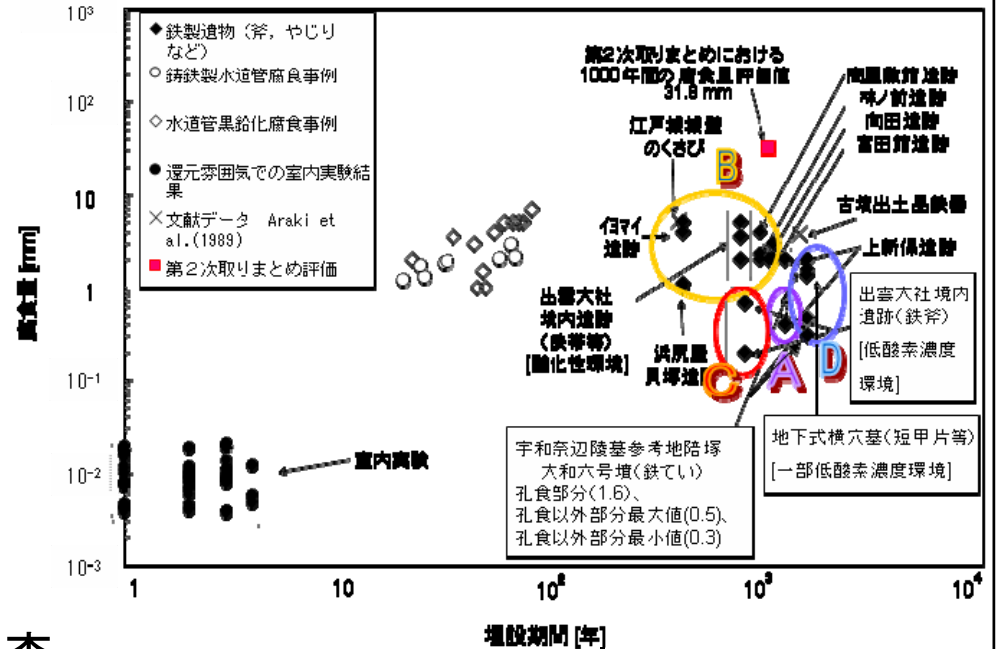 10³
10²
10
1
10⁻¹
10⁻²
10⁻³
腐食量 [mm]
◆鉄製遺物（斧，やじり
など）
○鋳鉄製水道管腐食事例
◇水道管黒鉛化腐食事例
●還元雰囲気での室内実験結
果
×文献データ Araki et
al.(1989)
■第２次取りまとめ評価
第２次取りまとめにおける
1000年間の腐食量評価値
31.8 mm
江戸城城壁
のくさび
B
イヨマイ
遺跡
林ノ前遺跡
向田遺跡
富田館遺跡
古墳出土品鉄器
上新保遺跡
出雲大社
境内遺跡
（鉄帯等）
[酸化性環境]
浜尻屋
貝塚遺跡
C
A
D
出雲大社境内
遺跡(鉄斧)
[低酸素濃度
環境]
地下式横穴墓(短甲片等)
[一部低酸素濃度環境]
宇和奈辺陵墓参考地陪塚
大和六号墳(鉄てい)
孔食部分(1.6)、
孔食以外部分最大値(0.5)、
孔食以外部分最小値(0.3)
室内実験
1
10
10²
10³
10⁴
埋設期間 [年]